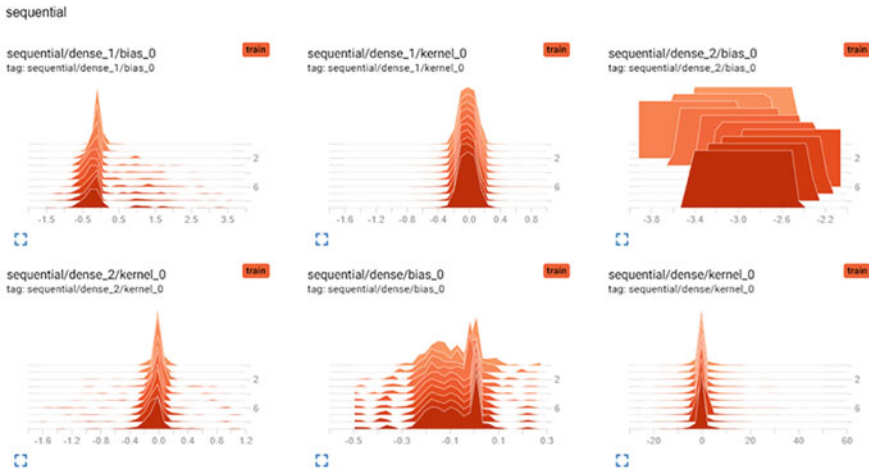 sequential
sequential/dense_1/bias_0 train
tag: sequential/dense_1/bias_0
2
6
-1.5 -0.5 0.5 1.5 2.5 3.5
sequential/dense_1/kernel_0 train
tag: sequential/dense_1/kernel_0
2
6
-1.6 -1.2 -0.8 -0.4 0.0 0.4 0.8
sequential/dense_2/bias_0 train
tag: sequential/dense_2/bias_0
2
6
-3.8 -3.4 -3.0 -2.6 -2.2
sequential/dense_2/kernel_0 train
tag: sequential/dense_2/kernel_0
2
6
-1.6 -1.2 -0.8 -0.4 0.0 0.4 0.8 1.2
sequential/dense/bias_0 train
tag: sequential/dense/bias_0
2
6
-0.5 -0.3 -0.1 0.1 0.3
sequential/dense/kernel_0 train
tag: sequential/dense/kernel_0
2
6
-20 0 20 40 60